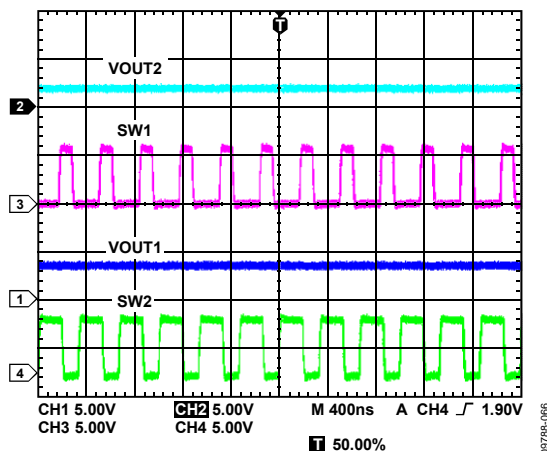 T
VOUT2
2
SW1
3
VOUT1
1
SW2
4
CH1 5.00V CH2 5.00V M 400ns A CH4 1.90V
CH3 5.00V CH4 5.00V
T 50.00%
09788-066